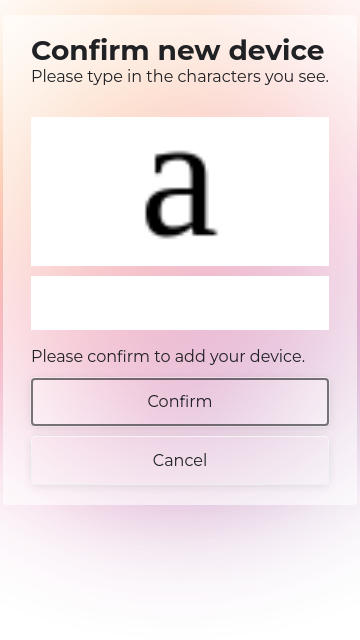 Confirm new device
Please type in the characters you see.
a
Please confirm to add your device.
Confirm
Cancel